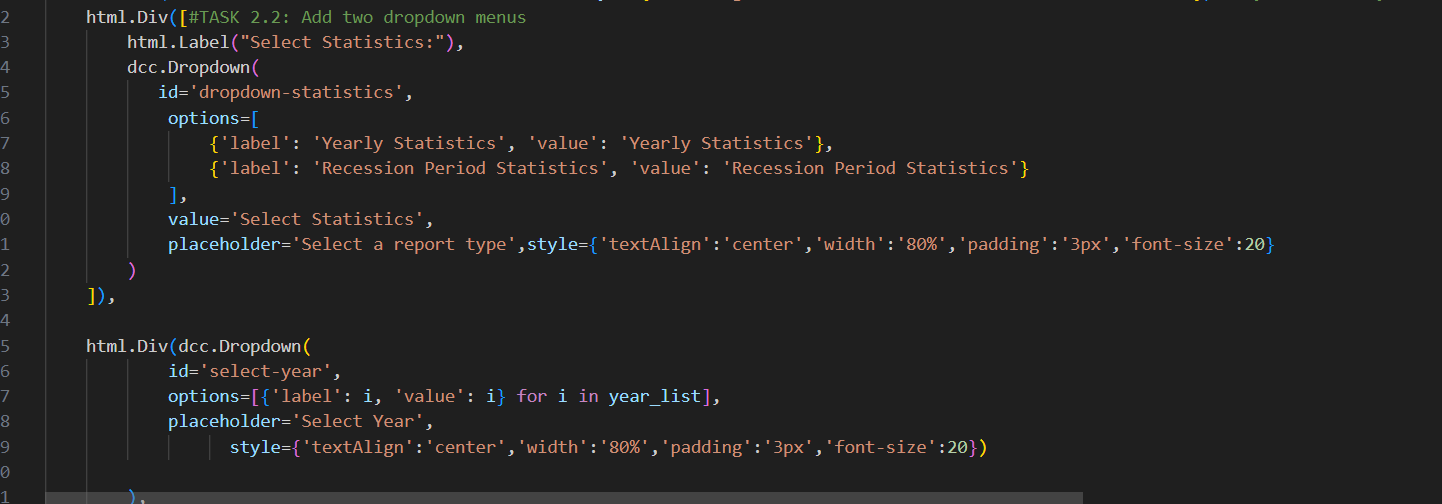 2 html.Div([#TASK 2.2: Add two dropdown menus
3 html.Label("Select Statistics:"),
4 dcc.Dropdown(
5 id='dropdown-statistics',
6 options=[
7 {'label': 'Yearly Statistics', 'value': 'Yearly Statistics'},
8 {'label': 'Recession Period Statistics', 'value': 'Recession Period Statistics'}
9 ],
0 value='Select Statistics',
1 placeholder='Select a report type',style={'textAlign':'center','width':'80%','padding':'3px','font-size':20}
2 )
3 ]),
4
5 html.Div(dcc.Dropdown(
6 id='select-year',
7 options=[{'label': i, 'value': i} for i in year_list],
8 placeholder='Select Year',
9 style={'textAlign':'center','width':'80%','padding':'3px','font-size':20})
0
1 ),